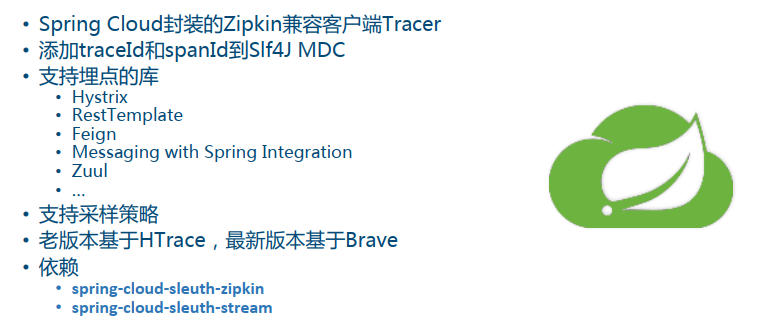 Spring Cloud封装的Zipkin兼容客户端Tracer
添加traceId和spanId到Slf4J MDC
支持埋点的库
Hystrix
RestTemplate
Feign
Messaging with Spring Integration
Zuul
...
支持采样策略
老版本基于HTrace，最新版本基于Brave
依赖
spring-cloud-sleuth-zipkin
spring-cloud-sleuth-stream